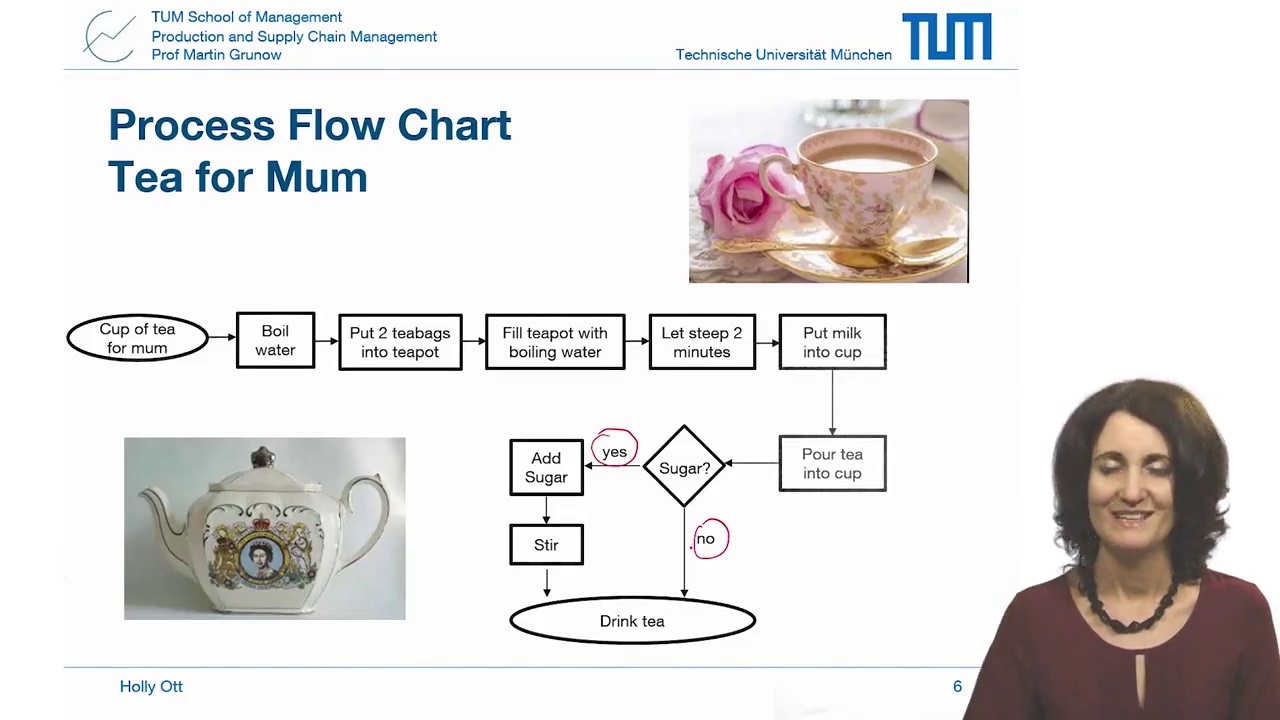 TUM School of Management
Production and Supply Chain Management
Prof Martin Grunow
Technische Universität München
TUM
Process Flow Chart
Tea for Mum
Cup of tea
for mum
Boil
water
Put 2 teabags
into teapot
Fill teapot with
boiling water
Let steep 2
minutes
Put milk
into cup
Pour tea
into cup
Sugar?
yes
Add
Sugar
no
Stir
Drink tea
Holly Ott
6